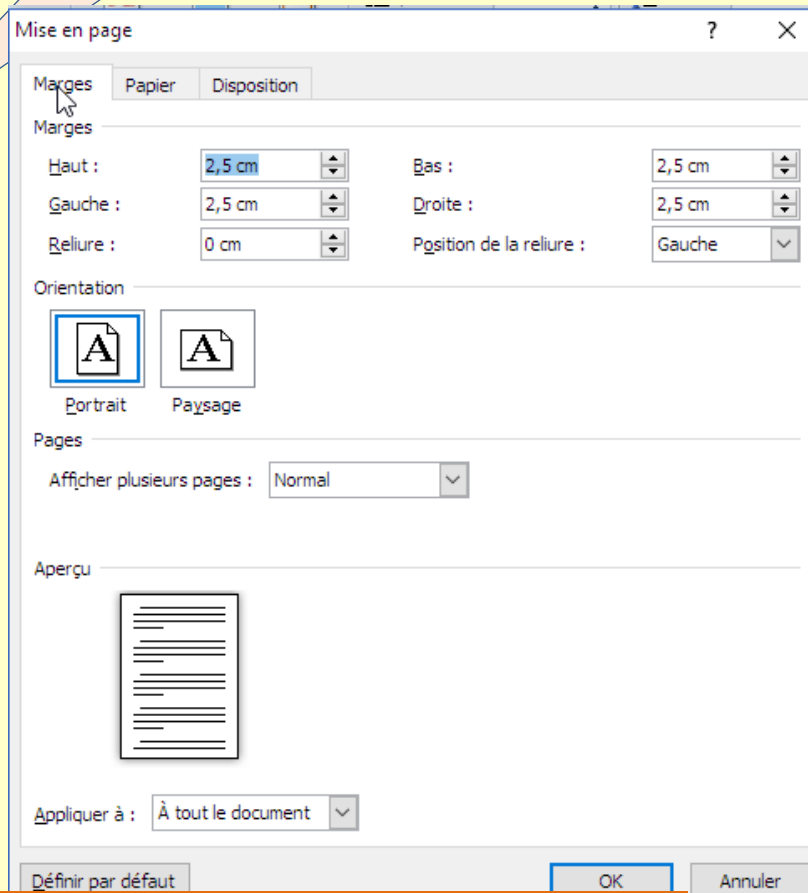 Mise en page ?
Marges Papier Disposition
Marges
Haut : 2,5 cm Bas : 2,5 cm
Gauche : 2,5 cm Droite : 2,5 cm
Reliure : 0 cm Position de la reliure : Gauche
Orientation
A A
Portrait Paysage
Pages
Afficher plusieurs pages : Normal
Aperçu
Appliquer à : À tout le document
Définir par défaut OK Annuler